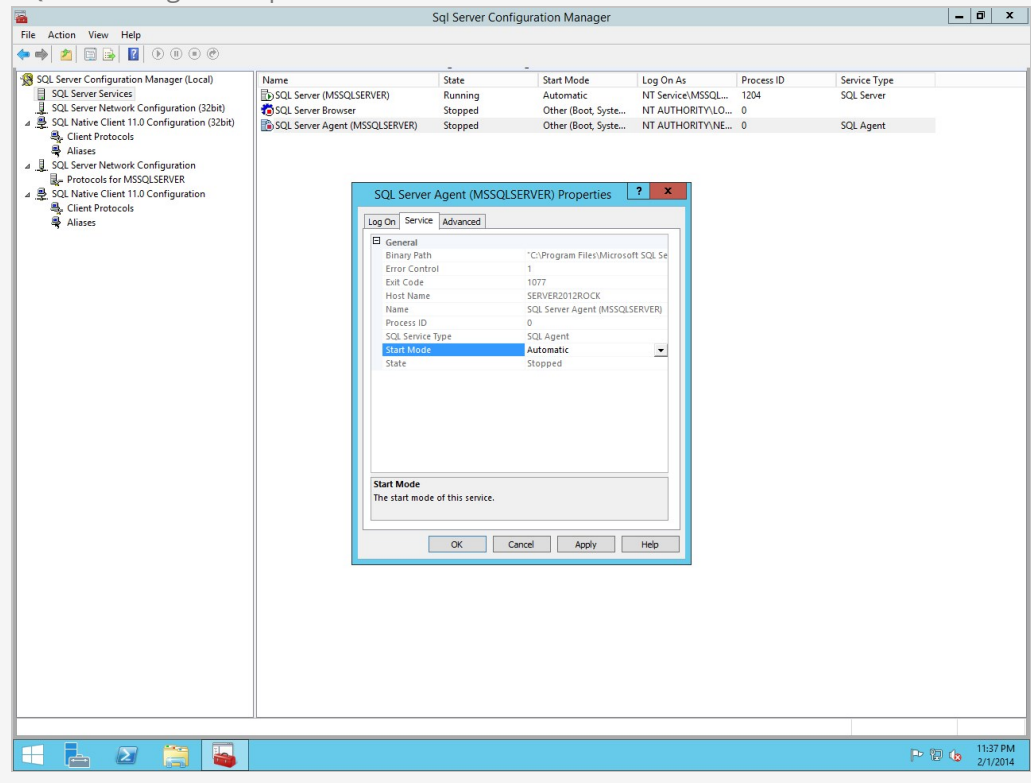 Sql Server Configuration Manager
File Action View Help
SQL Server Configuration Manager (Local)
SQL Server Services
SQL Server Network Configuration (32bit)
SQL Native Client 11.0 Configuration (32bit)
Client Protocols
Aliases
SQL Server Network Configuration
Protocols for MSSQLSERVER
SQL Native Client 11.0 Configuration
Client Protocols
Aliases
Name State Start Mode Log On As Process ID Service Type
SQL Server (MSSQLSERVER) Running Automatic NT Service\MSSQL... 1204 SQL Server
SQL Server Browser Stopped Other (Boot, Syste... NT AUTHORITY\LO... 0
SQL Server Agent (MSSQLSERVER) Stopped Other (Boot, Syste... NT AUTHORITY\NE... 0 SQL Agent
SQL Server Agent (MSSQLSERVER) Properties ? x
Log On Service Advanced
General
Binary Path "C:\Program Files\Microsoft SQL Se
Error Control 1
Exit Code 1077
Host Name SERVER2012ROCK
Name SQL Server Agent (MSSQLSERVER)
Process ID 0
SQL Service Type SQL Agent
Start Mode Automatic
State Stopped
Start Mode
The start mode of this service.
OK Cancel Apply Help
11:37 PM
2/1/2014